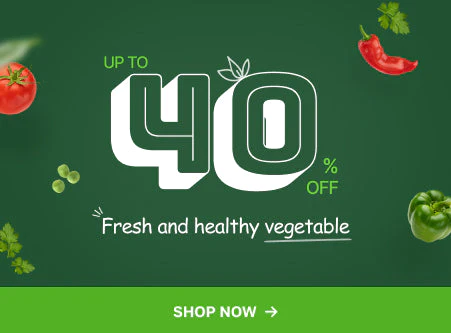 UP TO
40
%
OFF
Fresh and healthy vegetable
SHOP NOW →